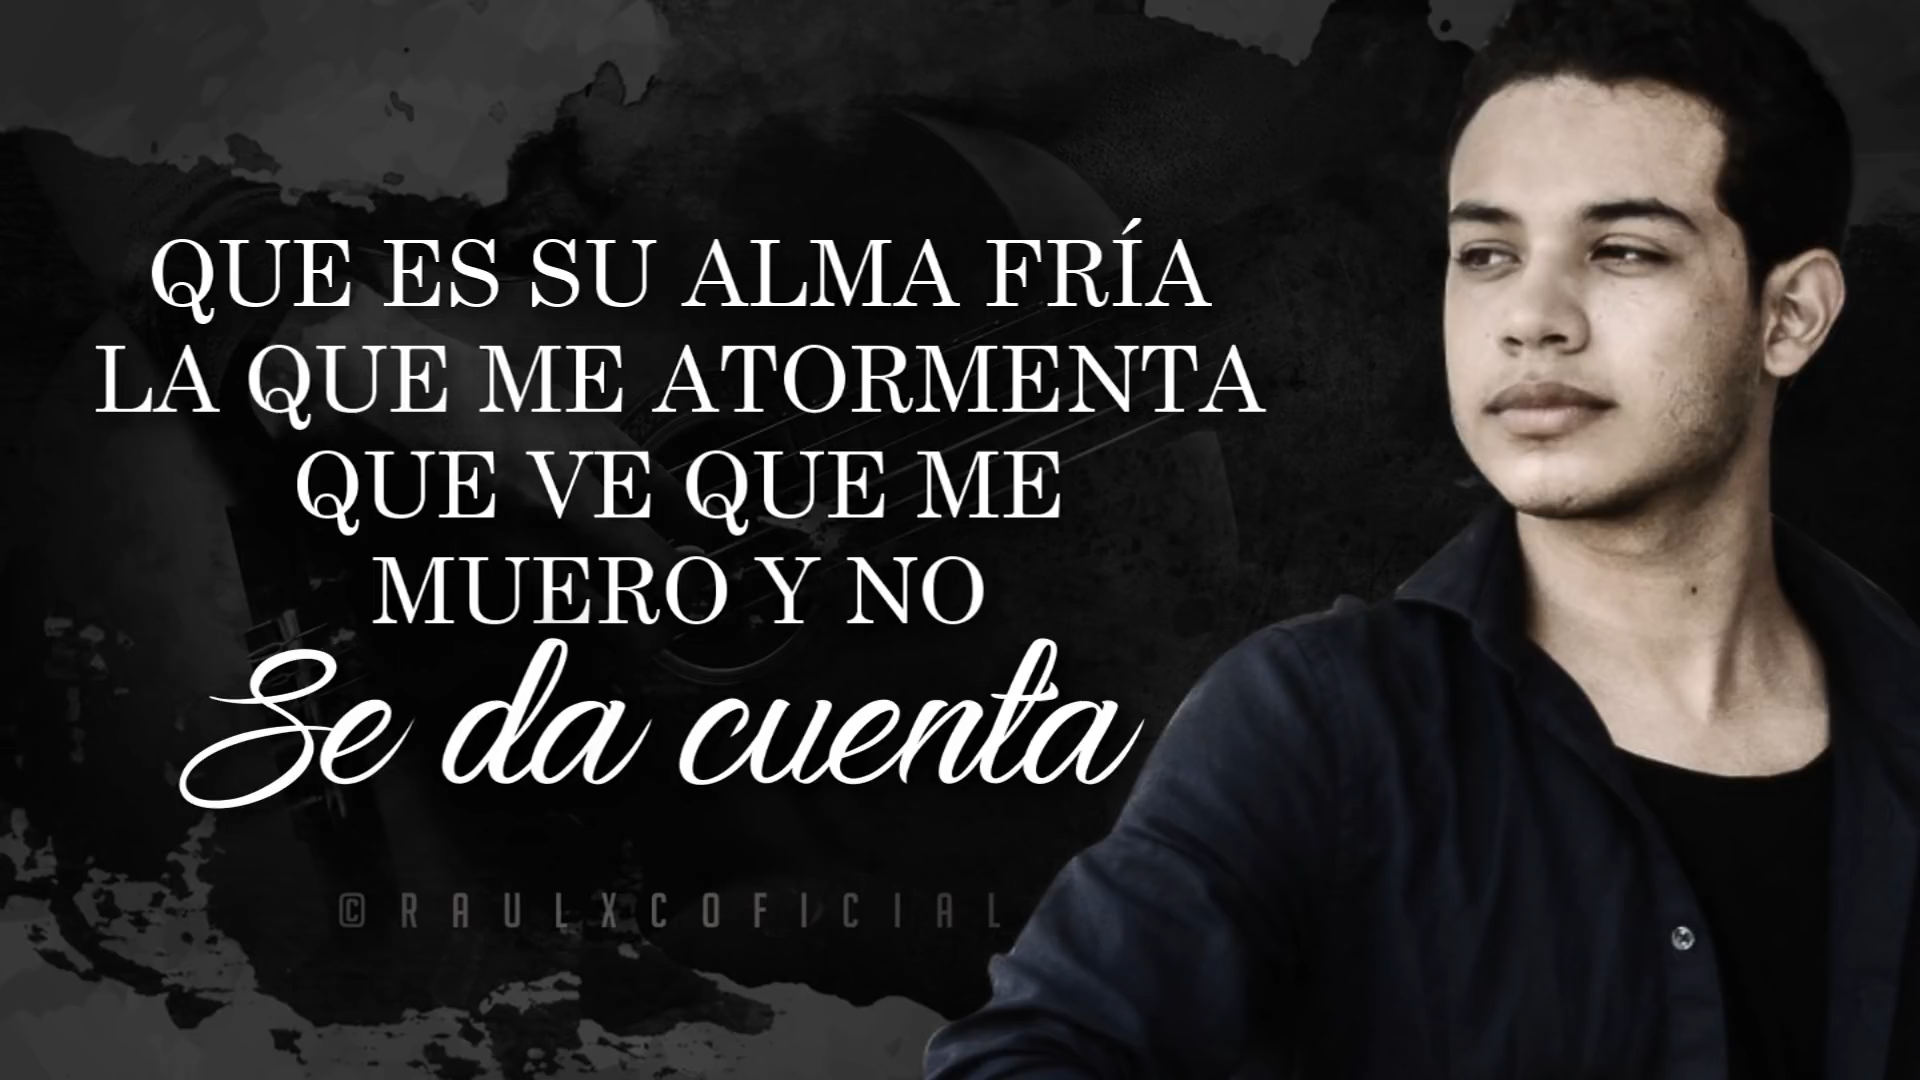 QUE ES SU ALMA FRÍA
LA QUE ME ATORMENTA
QUE VE QUE ME
MUERO Y NO
Se da cuenta
©RAULXCOFICIAL